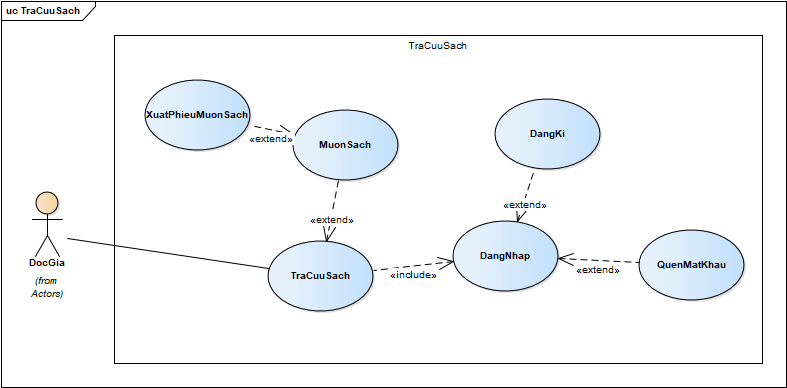 uc TraCuuSach
TraCuuSach
XuatPhieuMuonSach
«extend»
MuonSach
DangKi
«extend»
«extend»
DocGia
(from
Actors)
TraCuuSach
«include»
DangNhap
«extend»
QuenMatKhau